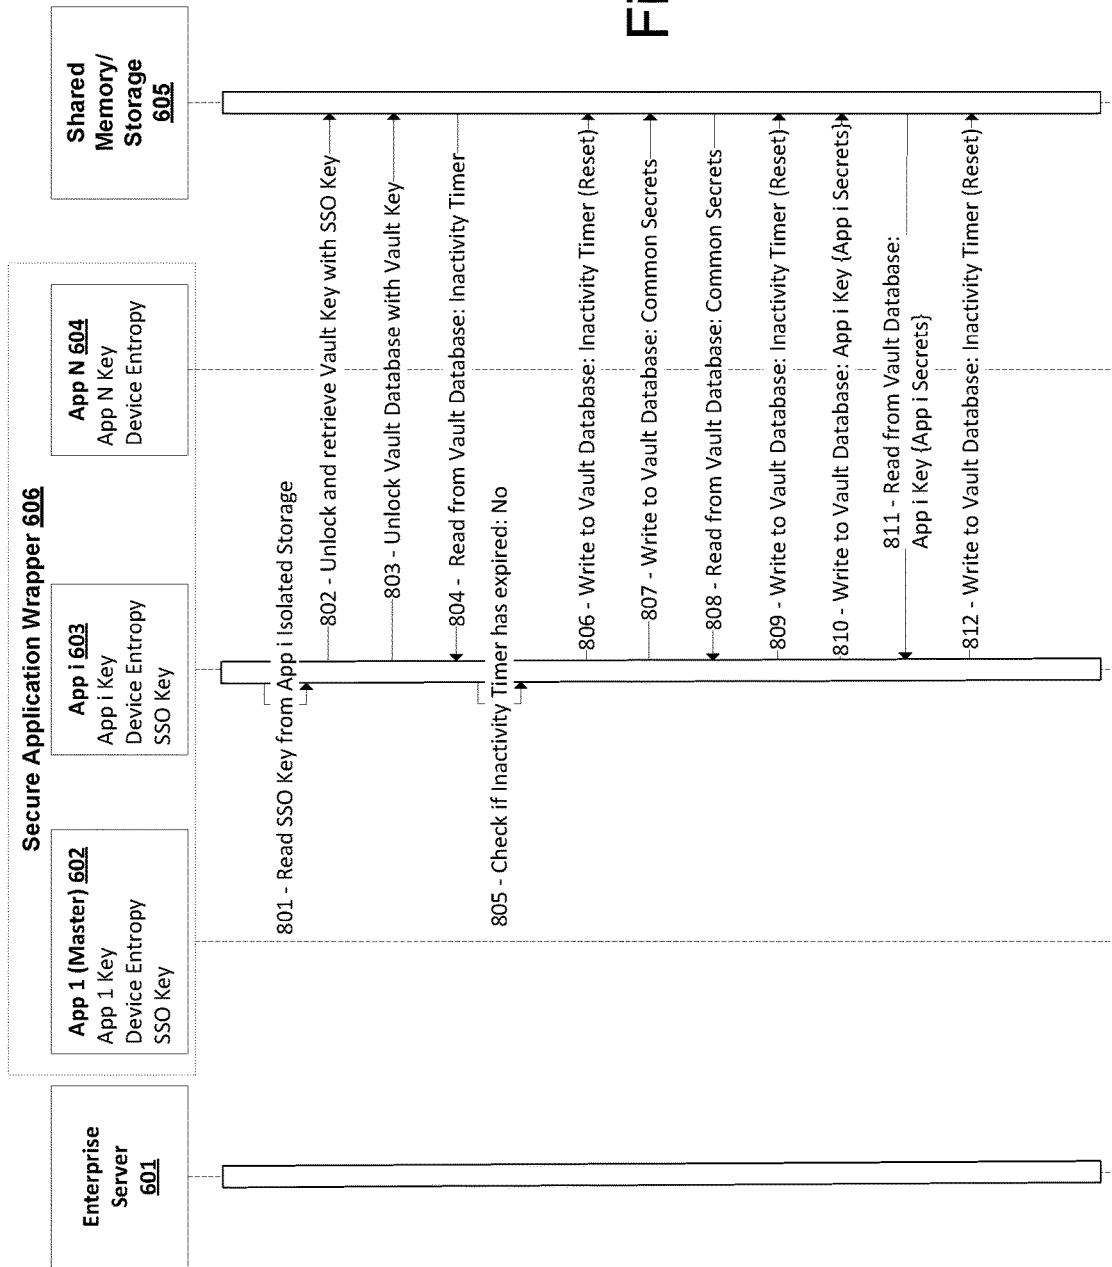 Secure Application Wrapper 606
Enterprise
Server
601
App 1 (Master) 602
App 1 Key
Device Entropy
SSO Key
App i 603
App i Key
Device Entropy
SSO Key
App N 604
App N Key
Device Entropy
Shared
Memory/
Storage
605
801 - Read SSO Key from App i Isolated Storage
802 - Unlock and retrieve Vault Key with SSO Key
803 - Unlock Vault Database with Vault Key
804 - Read from Vault Database: Inactivity Timer
805 - Check if Inactivity Timer has expired: No
806 - Write to Vault Database: Inactivity Timer (Reset)
807 - Write to Vault Database: Common Secrets
808 - Read from Vault Database: Common Secrets
809 - Write to Vault Database: Inactivity Timer (Reset)
810 - Write to Vault Database: App i Key {App i Secrets}
811 - Read from Vault Database:
App i Key {App i Secrets}
812 - Write to Vault Database: Inactivity Timer (Reset)